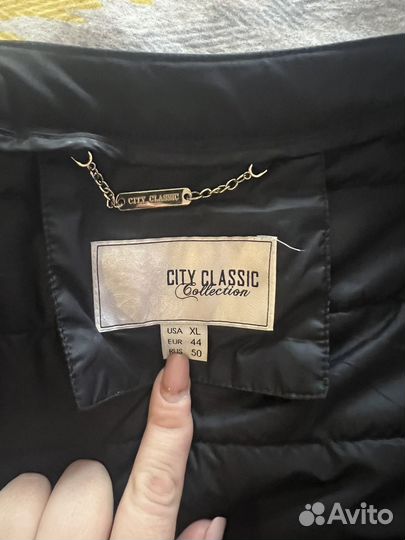 CITY CLASSIC
CITY CLASSIC
Collection
USA XL
EUR 44
RUS 50
Avito